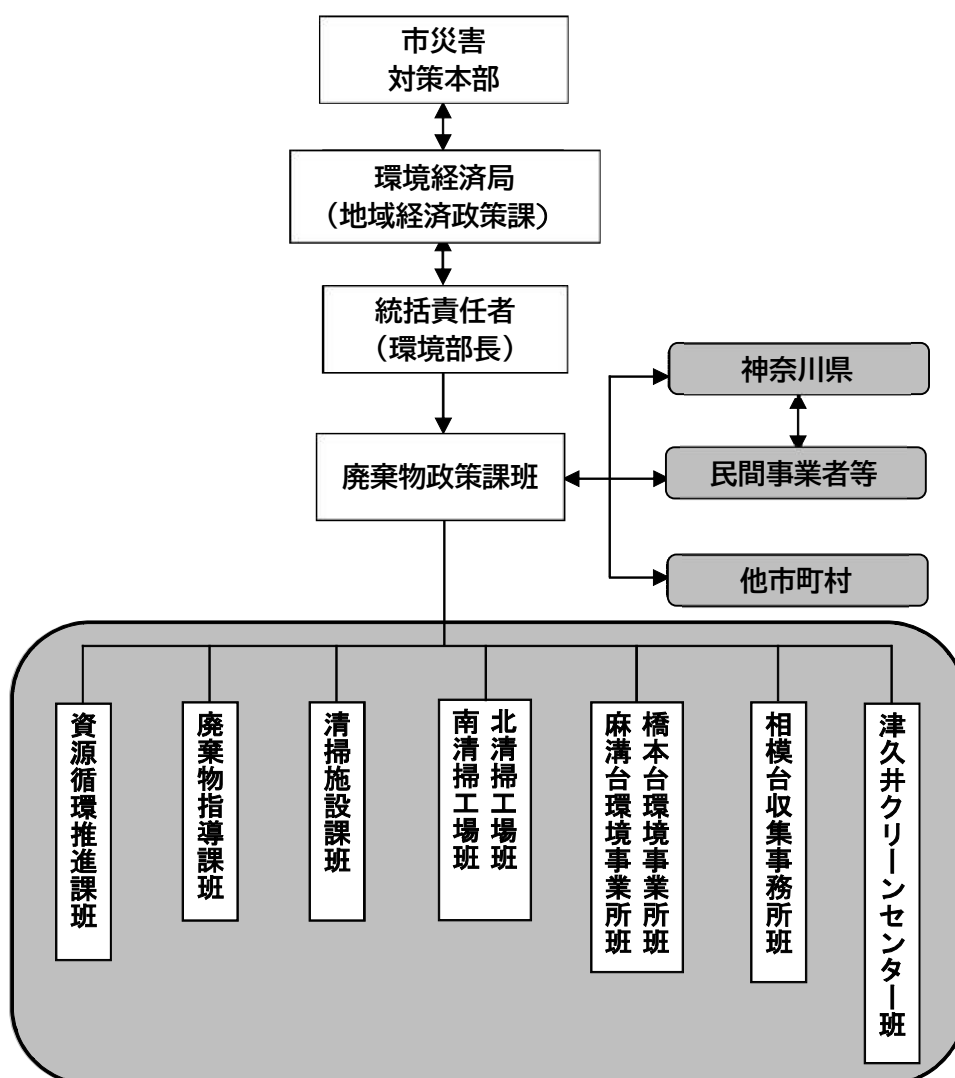 市災害
対策本部
環境経済局
（地域経済政策課）
統括責任者
（環境部長）
神奈川県
廃棄物政策課班
民間事業者等
他市町村
資源循環推進課班
廃棄物指導課班
清掃施設課班
北清掃工場班
南清掃工場班
橋本台環境事業所班
麻溝台環境事業所班
相模台収集事務所班
津久井クリーンセンター班